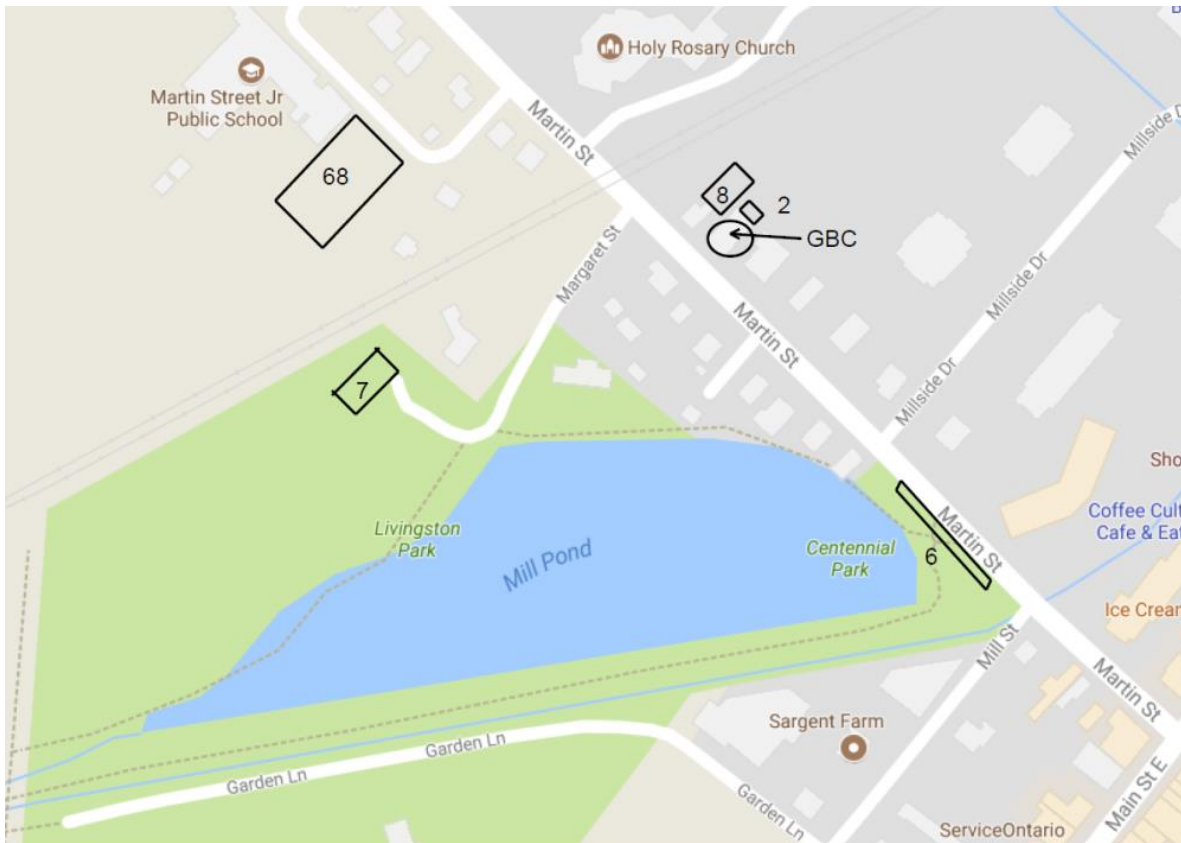 B
Holy Rosary Church
Martin Street Jr
Public School
Martin St
Millside D
68
8
2
GBC
Margaret St
Millside Dr
Martin St
7
Millside Dr
Sho
Livingston
Park
Mill Pond
Centennial
Park
6
Martin St
Coffee Cult
Cafe & Eat
Ice Crear
Mill St
Martin St
Sargent Farm
Garden Ln
Garden Ln
Garden Ln
Main St E
ServiceOntario